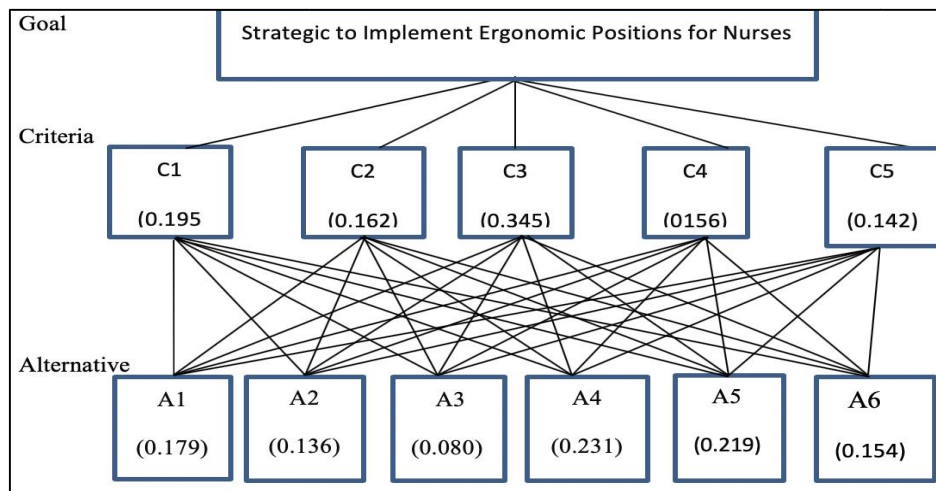 Goal
Strategic to Implement Ergonomic Positions for Nurses
Criteria
C1
(0.195
C2
(0.162)
C3
(0.345)
C4
(0156)
C5
(0.142)
Alternative
A1
(0.179)
A2
(0.136)
A3
(0.080)
A4
(0.231)
A5
(0.219)
A6
(0.154)